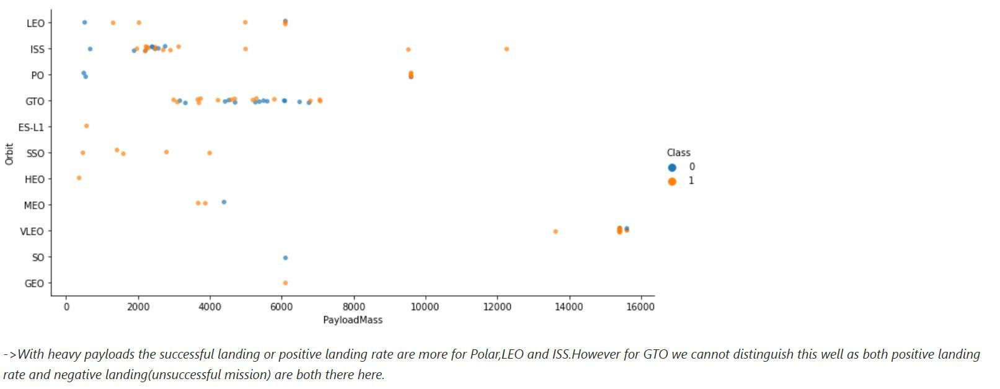 LEO
ISS
PO
GTO
ES-L1
SSO
HEO
MEO
VLEO
SO
GEO
Orbit
0 2000 4000 6000 8000 10000 12000 14000 16000
PayloadMass
Class
0
1
->With heavy payloads the successful landing or positive landing rate are more for Polar,LEO and ISS.However for GTO we cannot distinguish this well as both positive landing
rate and negative landing(unsuccessful mission) are both there here.